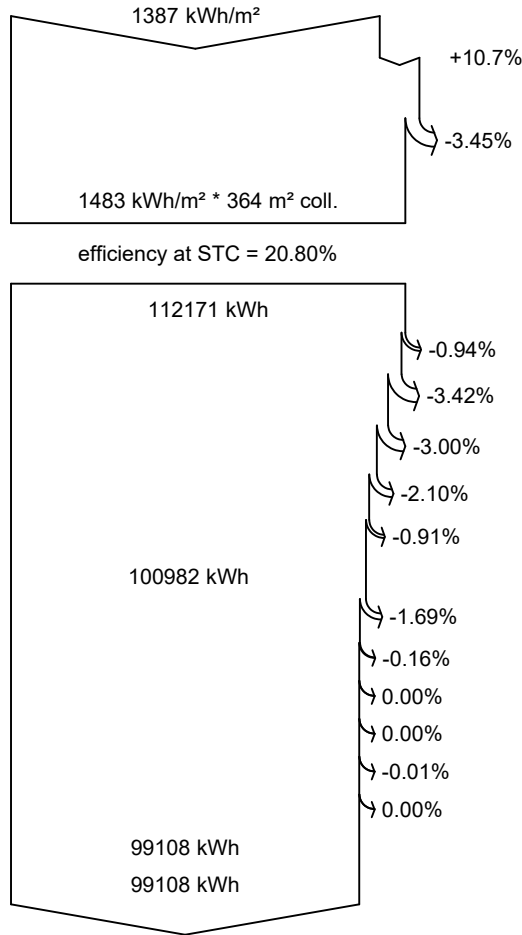 1387 kWh/m²
+10.7%
-3.45%
1483 kWh/m² * 364 m² coll.
efficiency at STC = 20.80%
112171 kWh
-0.94%
-3.42%
-3.00%
-2.10%
-0.91%
100982 kWh
-1.69%
-0.16%
0.00%
0.00%
-0.01%
0.00%
99108 kWh
99108 kWh